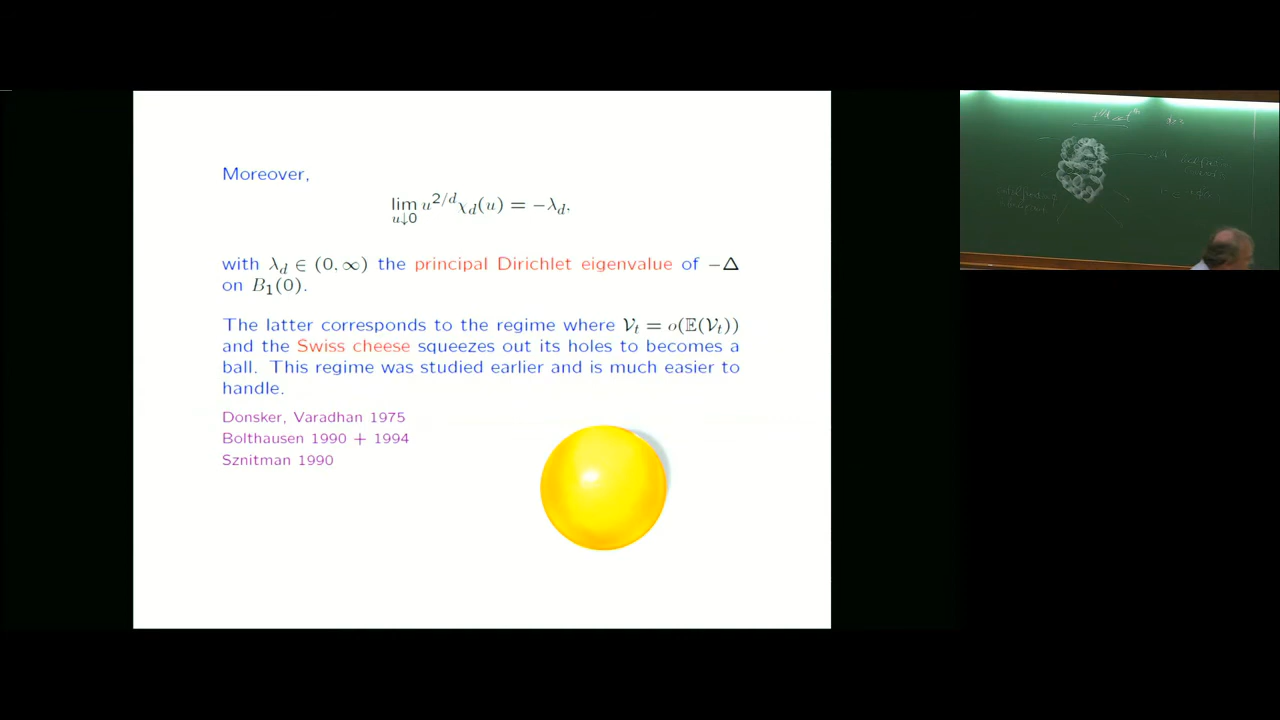 Moreover,
lim u^{2/d} χ_d(u) = −λ_d,
u↓0
with λ_d ∈ (0, ∞) the principal Dirichlet eigenvalue of −Δ
on B_1(0).
The latter corresponds to the regime where 𝒱_t = o(𝔼(𝒱_t))
and the Swiss cheese squeezes out its holes to becomes a
ball. This regime was studied earlier and is much easier to
handle.
Donsker, Varadhan 1975
Bolthausen 1990 + 1994
Sznitman 1990